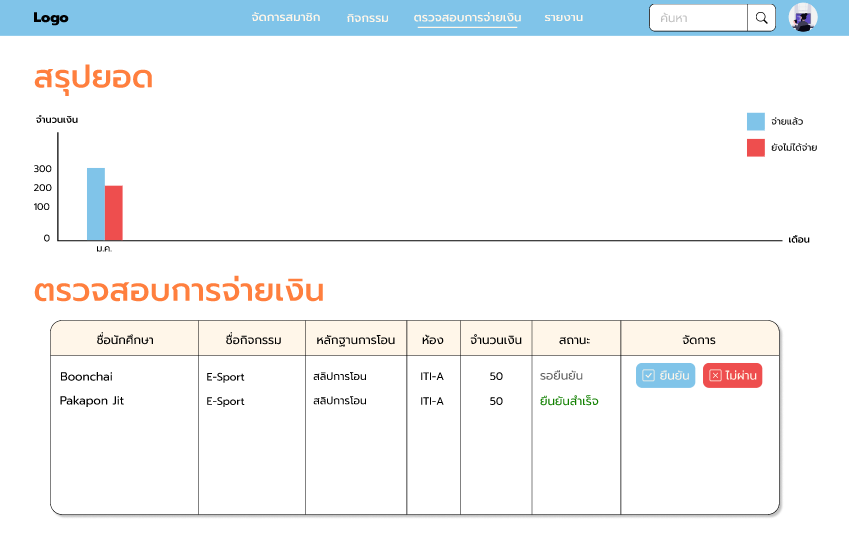 Logo จัดการสมาชิก กิจกรรม ตรวจสอบการจ่ายเงิน รายงาน ค้นหา
สรุปยอด
จำนวนเงิน
จ่ายแล้ว
ยังไม่ได้จ่าย
300
200
100
0
ม.ค.
เดือน
ตรวจสอบการจ่ายเงิน
ชื่อนักศึกษา ชื่อกิจกรรม หลักฐานการโอน ห้อง จำนวนเงิน สถานะ จัดการ
Boonchai E-Sport สลิปการโอน ITI-A 50 รอยืนยัน ยืนยัน ไม่ผ่าน
Pakapon Jit E-Sport สลิปการโอน ITI-A 50 ยืนยันสำเร็จ